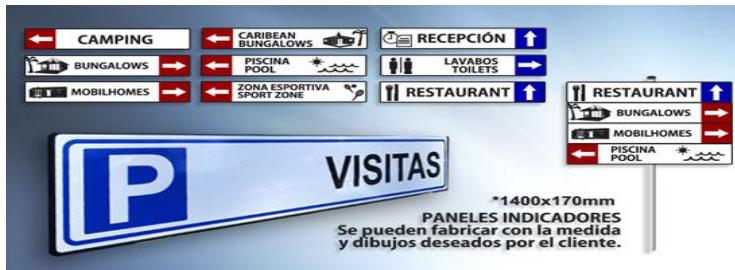 CAMPING
CARIBEAN
BUNGALOWS
RECEPCIÓN
BUNGALOWS
PISCINA
POOL
LAVABOS
TOILETS
MOBILHOMES
ZONA ESPORTIVA
SPORT ZONE
RESTAURANT
RESTAURANT
BUNGALOWS
MOBILHOMES
PISCINA
POOL
P
VISITAS
*1400x170mm
PANELES INDICADORES
Se pueden fabricar con la medida
y dibujos deseados por el cliente.